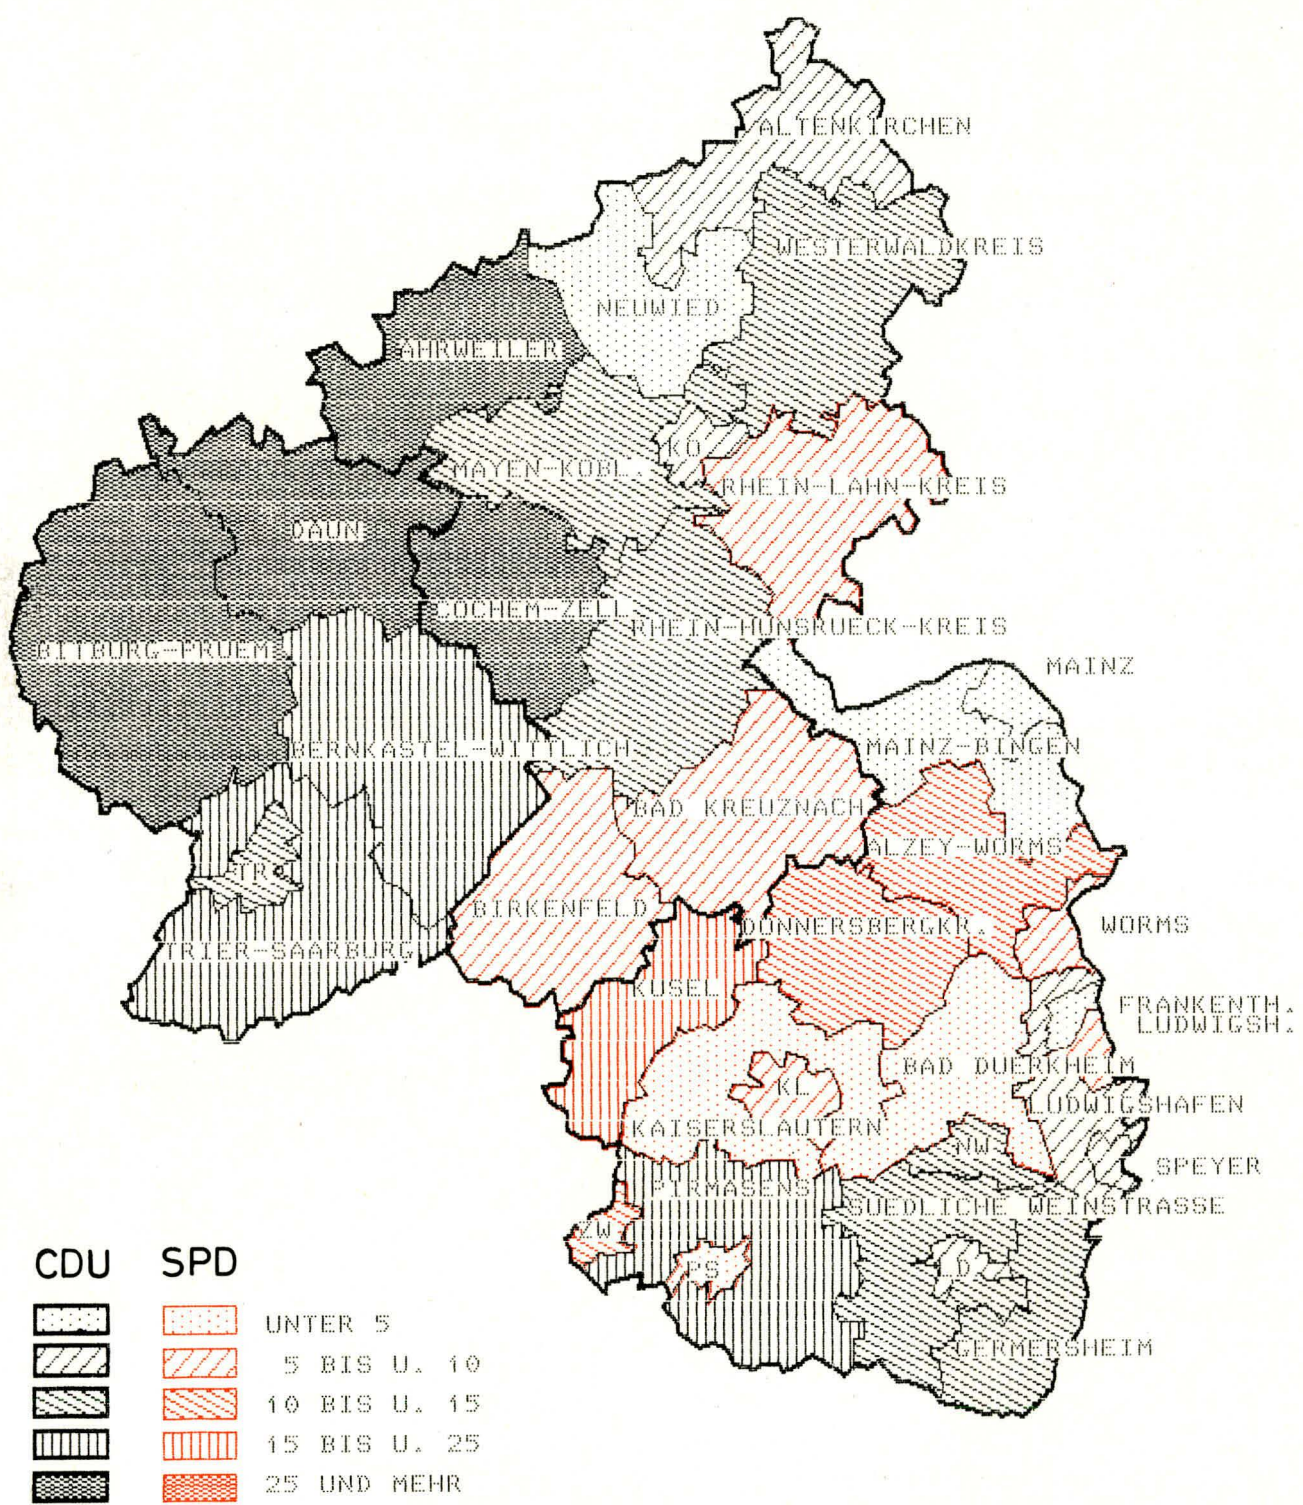 ALTENKIRCHEN
WESTERWALDKREIS
NEUWIED
AHRWEILER
KO
MAYEN-KOBL.
RHEIN-LAHN-KREIS
DAUN
COCHEM-ZELL
RHEIN-HUNSRUECK-KREIS
BITBURG-PRUEM
MAINZ
BERNKASTEL-WITTLICH
MAINZ-BINGEN
BAD KREUZNACH
ALZEY-WORMS
TR
BIRKENFELD
DONNERSBERGKR.
WORMS
TRIER-SAARBURG
KUSEL
FRANKENTH.
LUDWIGSH.
BAD DUERKHEIM
KL
LUDWIGSHAFEN
KAISERSLAUTERN
NW
SPEYER
PIRMASENS
SUEDLICHE WEINSTRASSE
ZW
PS
LD
GERMERSHEIM
CDU SPD
UNTER 5
5 BIS U. 10
10 BIS U. 15
15 BIS U. 25
25 UND MEHR